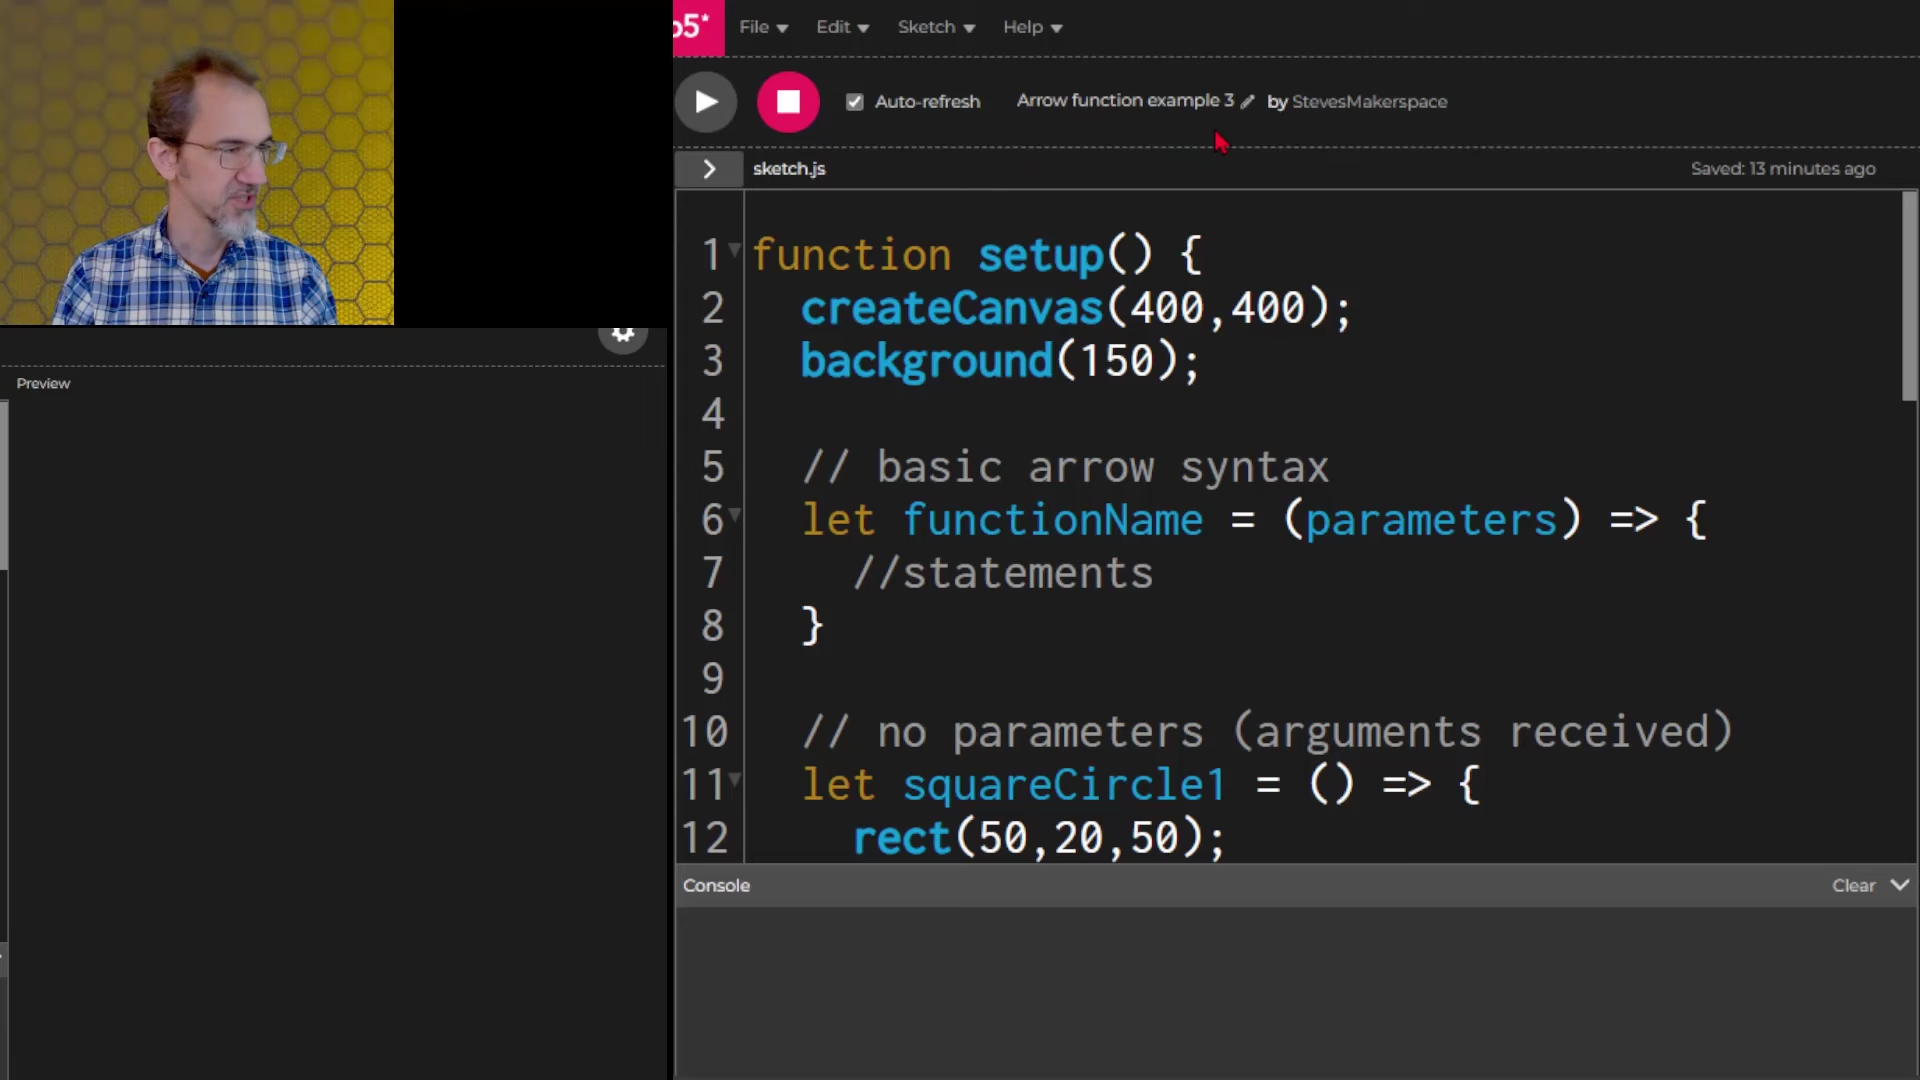 p5* File Edit Sketch Help
Auto-refresh Arrow function example 3 by StevesMakerspace
sketch.js Saved: 13 minutes ago
Preview
1 function setup() {
2 createCanvas(400,400);
3 background(150);
4
5 // basic arrow syntax
6 let functionName = (parameters) => {
7 //statements
8 }
9
10 // no parameters (arguments received)
11 let squareCircle1 = () => {
12 rect(50,20,50);
Console Clear